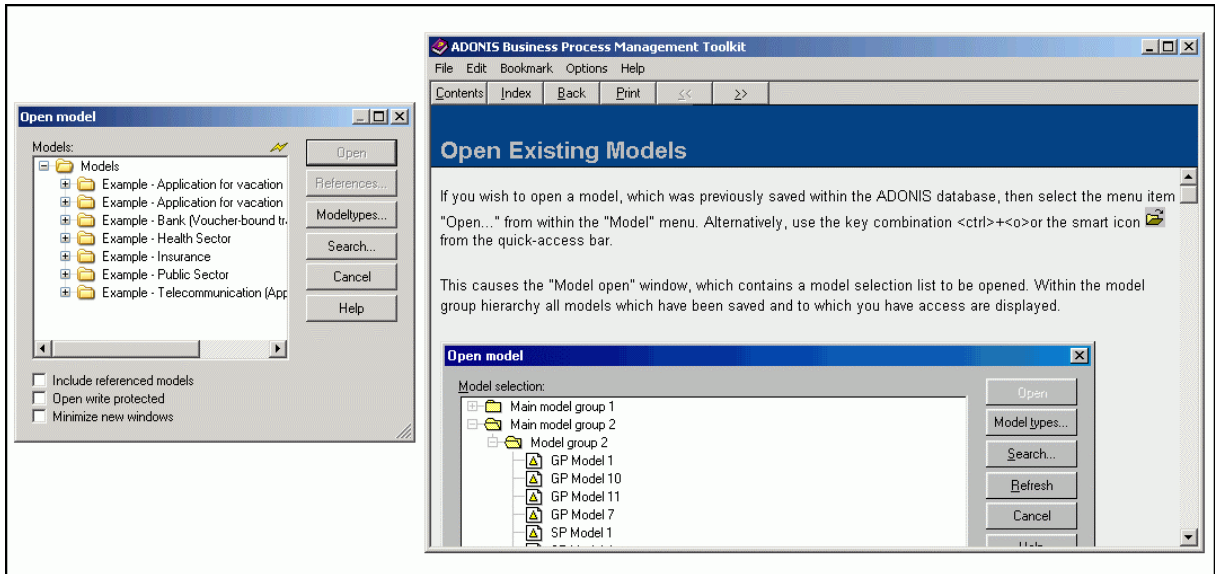 Open model
Models:
Models
Example - Application for vacation
Example - Application for vacation
Example - Bank (Voucher-bound tr
Example - Health Sector
Example - Insurance
Example - Public Sector
Example - Telecommunication (App
Open
References...
Modeltypes...
Search...
Cancel
Help
Include referenced models
Open write protected
Minimize new windows
ADONIS Business Process Management Toolkit
File Edit Bookmark Options Help
Contents Index Back Print << >>
Open Existing Models
If you wish to open a model, which was previously saved within the ADONIS database, then select the menu item
"Open..." from within the "Model" menu. Alternatively, use the key combination <ctrl>+<o>or the smart icon
from the quick-access bar.
This causes the "Model open" window, which contains a model selection list to be opened. Within the model
group hierarchy all models which have been saved and to which you have access are displayed.
Open model
Model selection:
Main model group 1
Main model group 2
Model group 2
GP Model 1
GP Model 10
GP Model 11
GP Model 7
SP Model 1
Open
Model types...
Search...
Refresh
Cancel